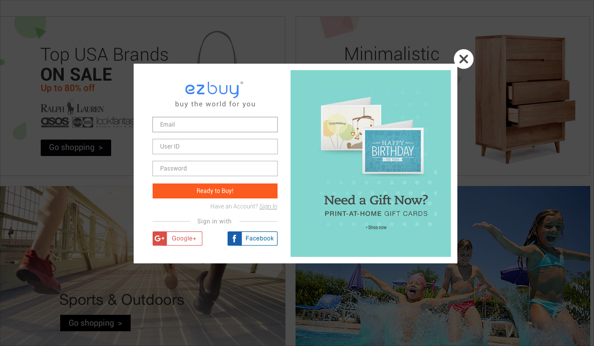 Top USA Brands
ON SALE
Up to 80% off
RALPH LAUREN
asos
lookfantastic
Go shopping >
Minimalistic
ezbuy®
buy the world for you
Email
User ID
Password
Ready to Buy!
Have an Account? Sign In
Sign in with
G+ Google+
f Facebook
HAPPY
BIRTHDAY
TO YOU
Need a Gift Now?
PRINT-AT-HOME GIFT CARDS
Shop now
Sports & Outdoors
Go shopping >